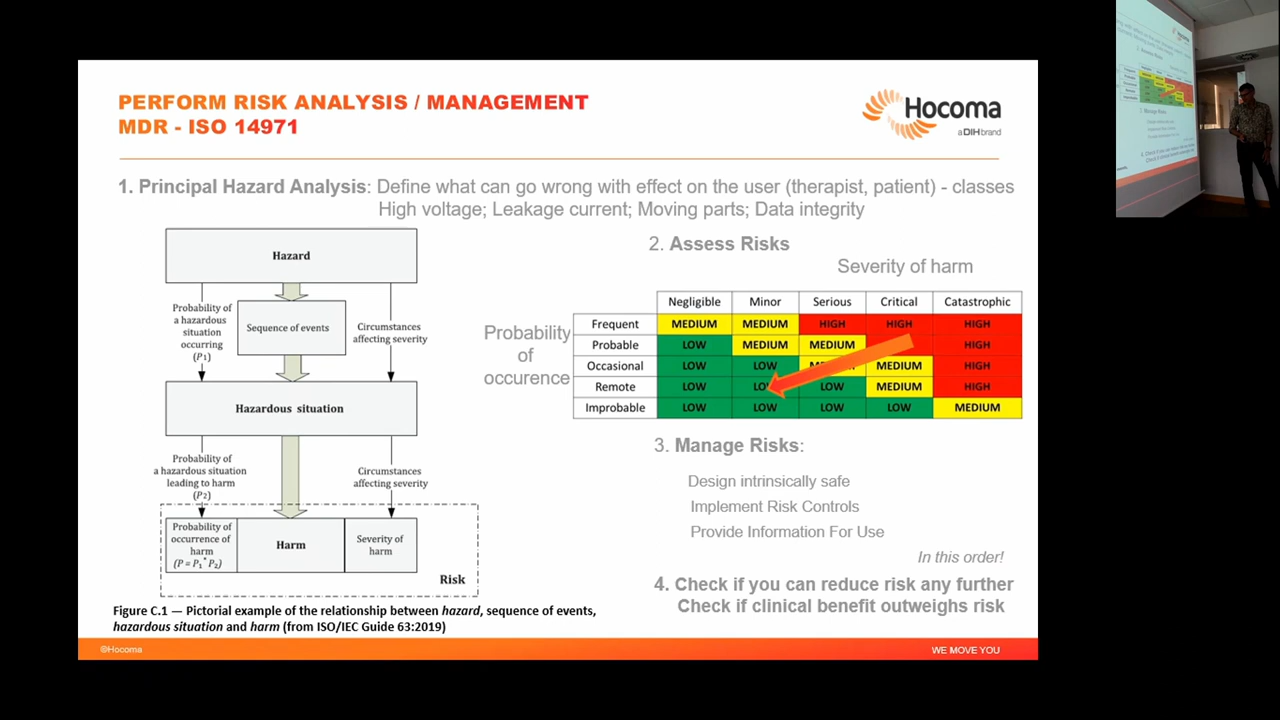 PERFORM RISK ANALYSIS / MANAGEMENT
MDR - ISO 14971
Hocoma
a DIH brand
1. Principal Hazard Analysis: Define what can go wrong with effect on the user (therapist, patient) - classes
High voltage; Leakage current; Moving parts; Data integrity
Hazard
Probability of
a hazardous
situation
occurring
(P1)
Sequence of events
Circumstances
affecting severity
Hazardous situation
Probability of
a hazardous situation
leading to harm
(P2)
Circumstances
affecting severity
Probability of
occurrence of
harm
(P = P1* P2)
Harm
Severity of
harm
Risk
Figure C.1 — Pictorial example of the relationship between hazard, sequence of events,
hazardous situation and harm (from ISO/IEC Guide 63:2019)
2. Assess Risks
Severity of harm
Probability
of
occurence
Negligible Minor Serious Critical Catastrophic
Frequent MEDIUM MEDIUM HIGH HIGH HIGH
Probable LOW MEDIUM MEDIUM HIGH
Occasional LOW LOW MEDIUM HIGH
Remote LOW LOW MEDIUM HIGH
Improbable LOW LOW LOW LOW MEDIUM
3. Manage Risks:
Design intrinsically safe
Implement Risk Controls
Provide Information For Use
In this order!
4. Check if you can reduce risk any further
Check if clinical benefit outweighs risk
©Hocoma
WE MOVE YOU